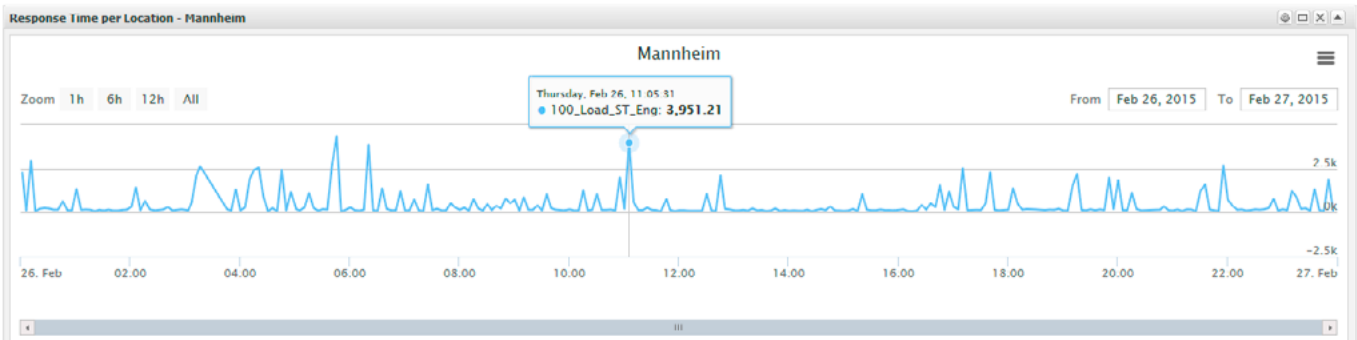 Response Time per Location - Mannheim
Mannheim
Thursday, Feb 26, 11:05:31
100_Load_ST_Eng: 3,951.21
Zoom 1h 6h 12h All
From Feb 26, 2015 To Feb 27, 2015
2.5k
0k
-2.5k
26. Feb 02:00 04:00 06:00 08:00 10:00 12:00 14:00 16:00 18:00 20:00 22:00 27. Feb